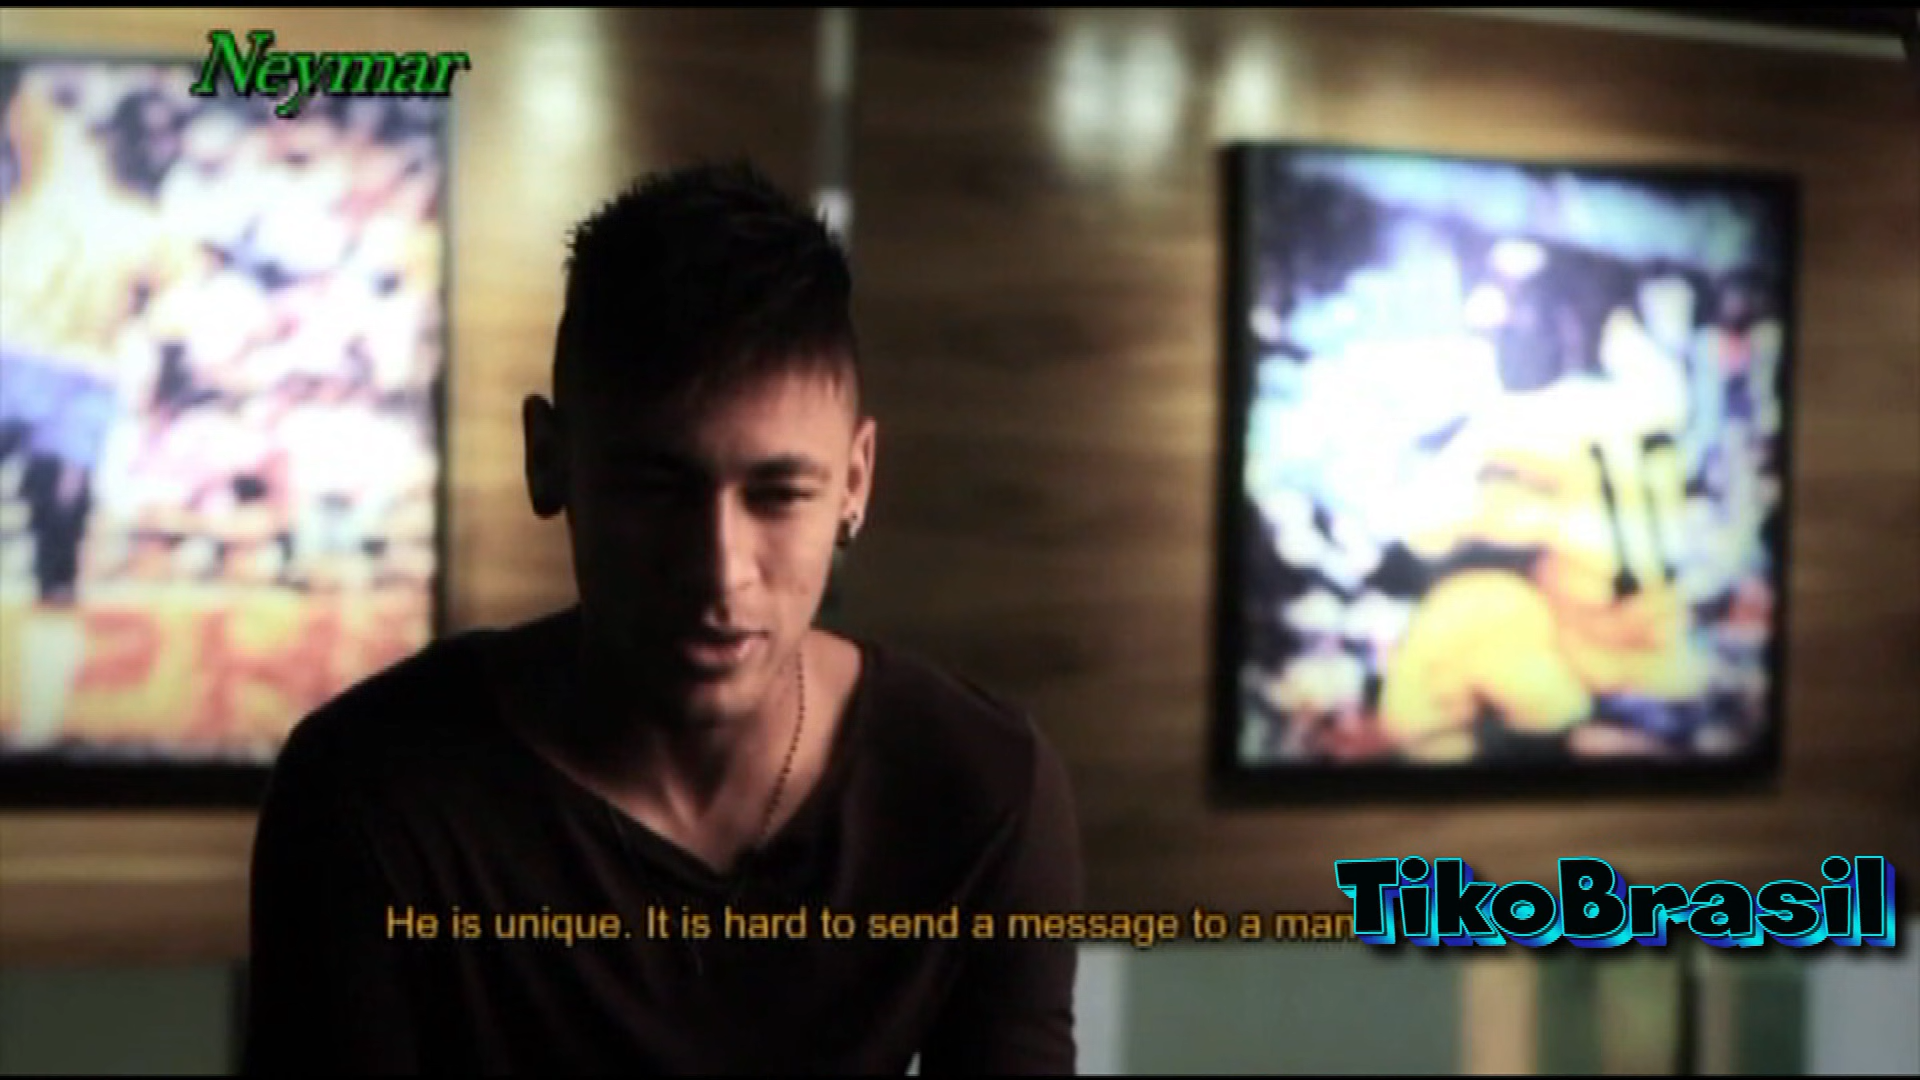 Neymar
He is unique. It is hard to send a message to a man
TikoBrasil